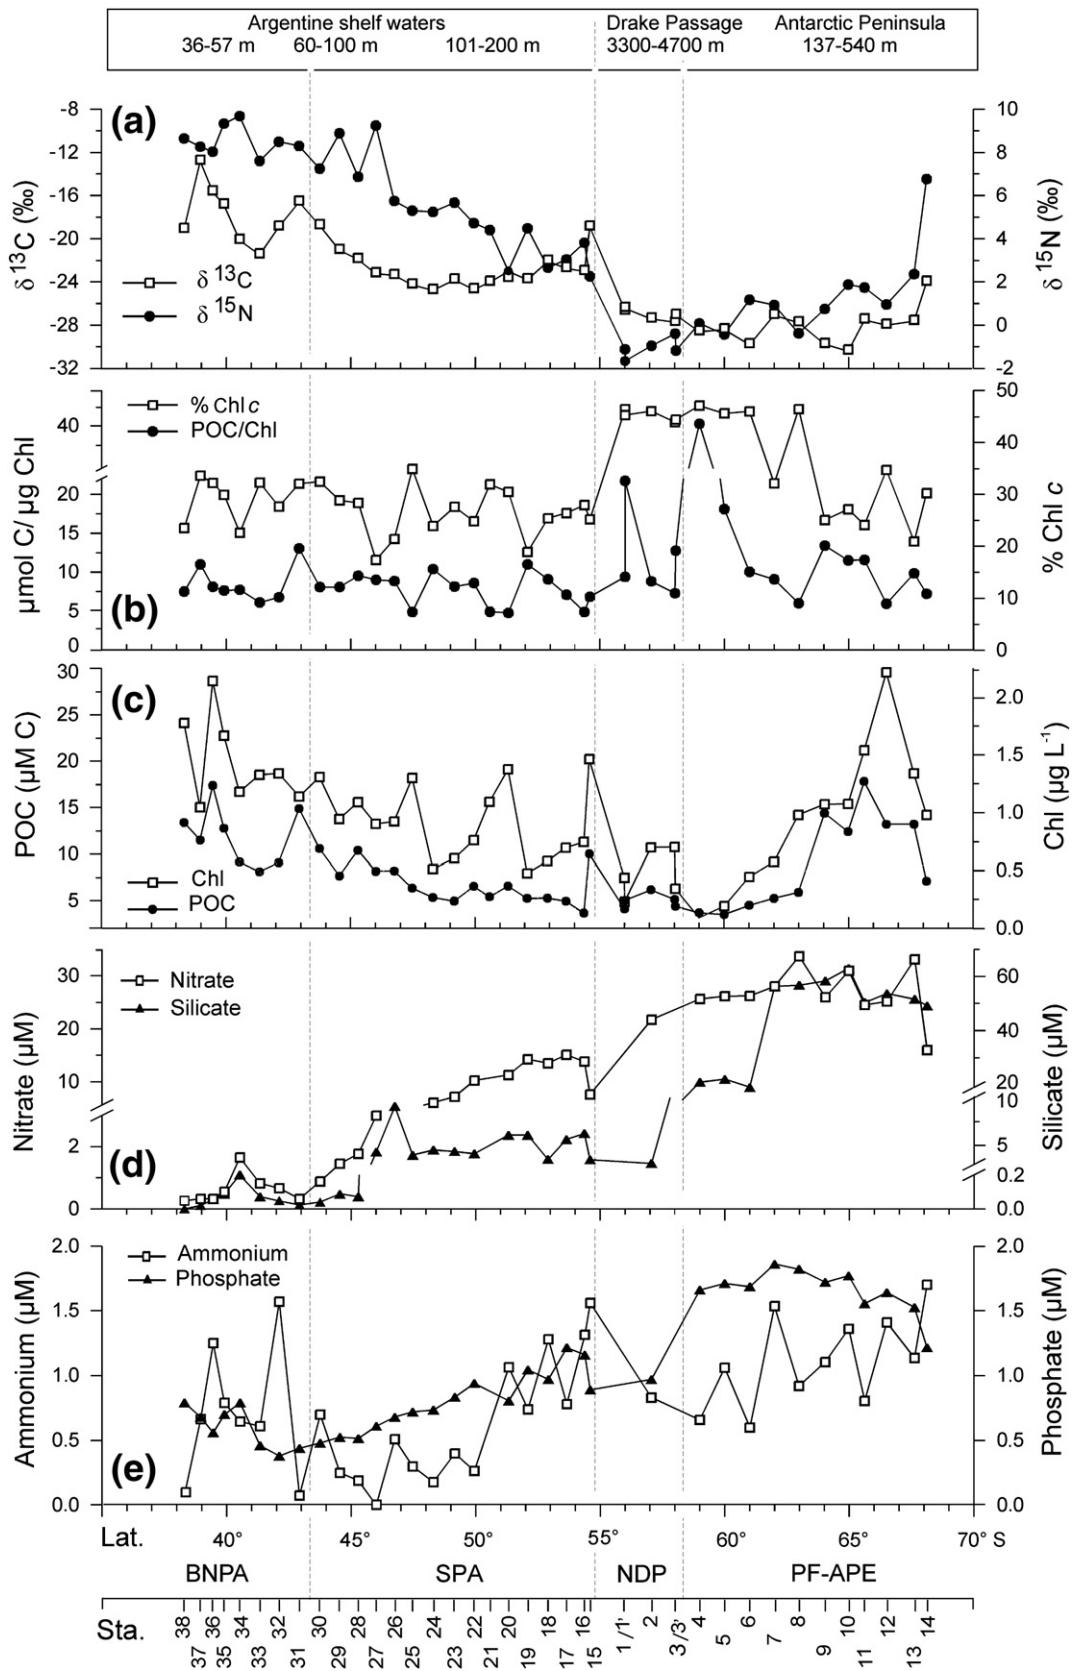 Argentine shelf waters Drake Passage Antarctic Peninsula
36-57 m 60-100 m 101-200 m 3300-4700 m 137-540 m
(a)
-8
-12
-16
-20
-24
-28
-32
δ ¹³C (‰)
δ ¹³C
δ ¹⁵N
10
8
6
4
2
0
-2
δ ¹⁵N (‰)
(b)
% Chl c
POC/Chl
40
20
15
10
5
0
µmol C/ µg Chl
50
40
30
20
10
0
% Chl c
(c)
30
25
20
15
10
5
POC (µM C)
Chl
POC
2.0
1.5
1.0
0.5
0.0
Chl (µg L⁻¹)
(d)
Nitrate
Silicate
30
20
10
2
0
Nitrate (µM)
60
40
20
10
5
0.2
0.0
Silicate (µM)
(e)
Ammonium
Phosphate
2.0
1.5
1.0
0.5
0.0
Ammonium (µM)
2.0
1.5
1.0
0.5
0.0
Phosphate (µM)
Lat. 40° 45° 50° 55° 60° 65° 70° S
BNPA SPA NDP PF-APE
Sta. 38 37 36 35 34 33 32 31 30 29 28 27 26 25 24 23 22 21 20 19 18 17 16 15 1/1' 2 3/3' 4 5 6 7 8 9 10 11 12 13 14